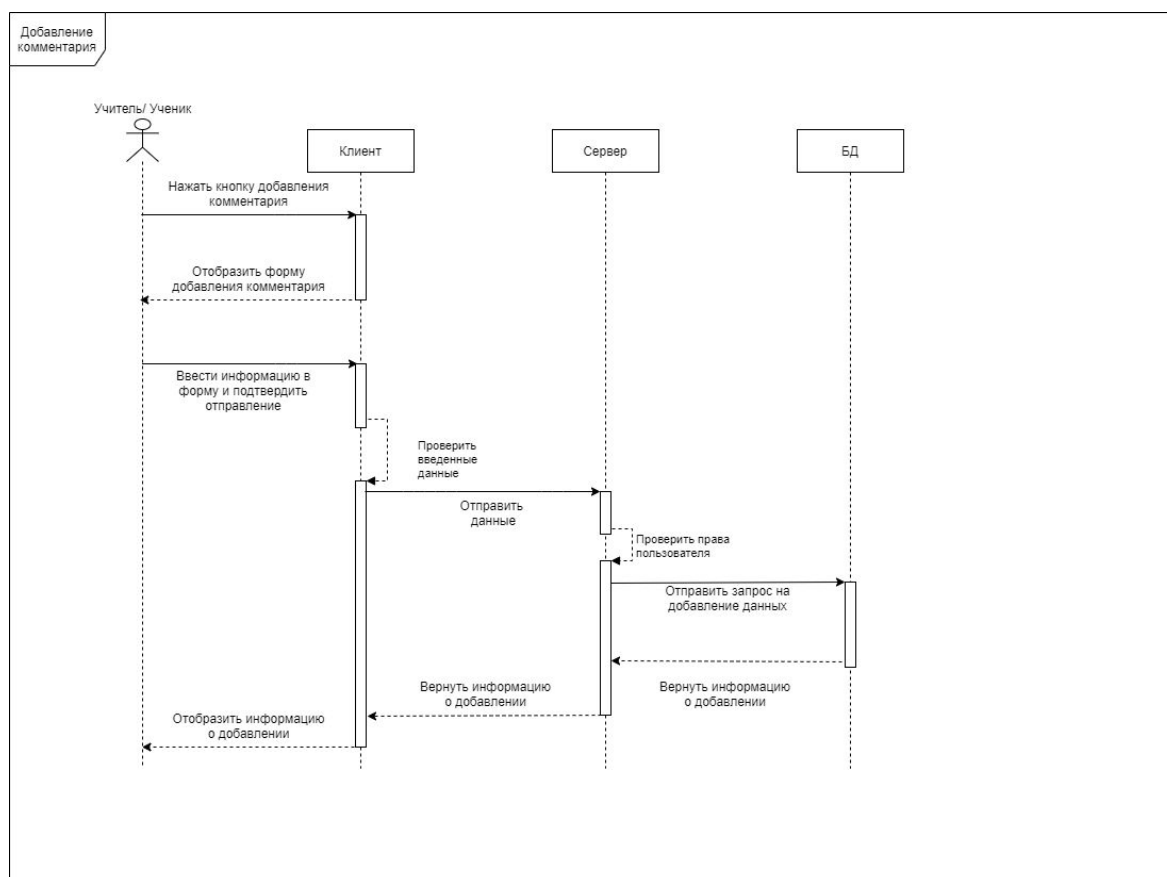 Добавление
комментария
Учитель/ Ученик
Клиент
Сервер
БД
Нажать кнопку добавления
комментария
Отобразить форму
добавления комментария
Ввести информацию в
форму и подтвердить
отправление
Проверить
введенные
данные
Отправить
данные
Проверить права
пользователя
Отправить запрос на
добавление данных
Вернуть информацию
о добавлении
Вернуть информацию
о добавлении
Отобразить информацию
о добавлении